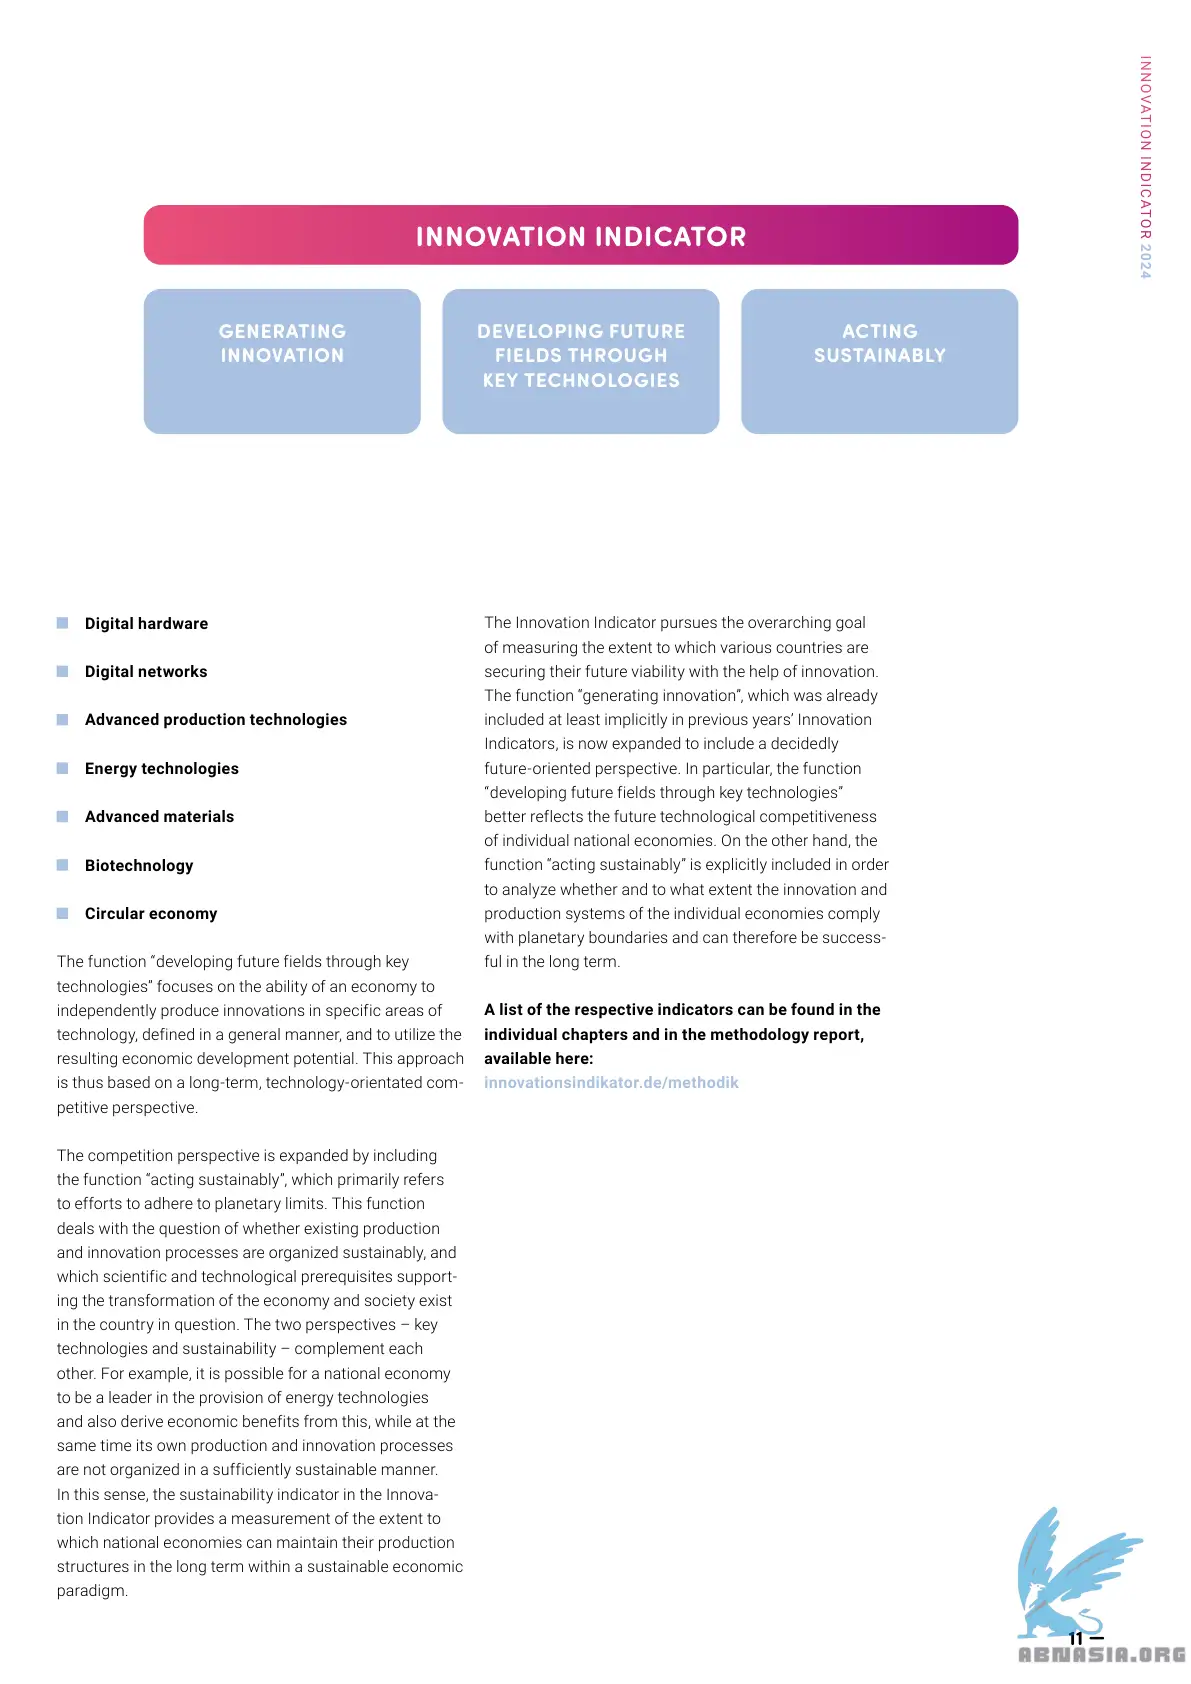 INNOVATION INDICATOR 2024
INNOVATION INDICATOR
GENERATING
INNOVATION
DEVELOPING FUTURE
FIELDS THROUGH
KEY TECHNOLOGIES
ACTING
SUSTAINABLY
Digital hardware
Digital networks
Advanced production technologies
Energy technologies
Advanced materials
Biotechnology
Circular economy
The function “developing future fields through key
technologies” focuses on the ability of an economy to
independently produce innovations in specific areas of
technology, defined in a general manner, and to utilize the
resulting economic development potential. This approach
is thus based on a long-term, technology-orientated com-
petitive perspective.
The competition perspective is expanded by including
the function “acting sustainably”, which primarily refers
to efforts to adhere to planetary limits. This function
deals with the question of whether existing production
and innovation processes are organized sustainably, and
which scientific and technological prerequisites support-
ing the transformation of the economy and society exist
in the country in question. The two perspectives – key
technologies and sustainability – complement each
other. For example, it is possible for a national economy
to be a leader in the provision of energy technologies
and also derive economic benefits from this, while at the
same time its own production and innovation processes
are not organized in a sufficiently sustainable manner.
In this sense, the sustainability indicator in the Innova-
tion Indicator provides a measurement of the extent to
which national economies can maintain their production
structures in the long term within a sustainable economic
paradigm.
The Innovation Indicator pursues the overarching goal
of measuring the extent to which various countries are
securing their future viability with the help of innovation.
The function “generating innovation”, which was already
included at least implicitly in previous years’ Innovation
Indicators, is now expanded to include a decidedly
future-oriented perspective. In particular, the function
“developing future fields through key technologies”
better reflects the future technological competitiveness
of individual national economies. On the other hand, the
function “acting sustainably” is explicitly included in order
to analyze whether and to what extent the innovation and
production systems of the individual economies comply
with planetary boundaries and can therefore be success-
ful in the long term.
A list of the respective indicators can be found in the
individual chapters and in the methodology report,
available here:
innovationsindikator.de/methodik
11 —
ABNASIA.ORG